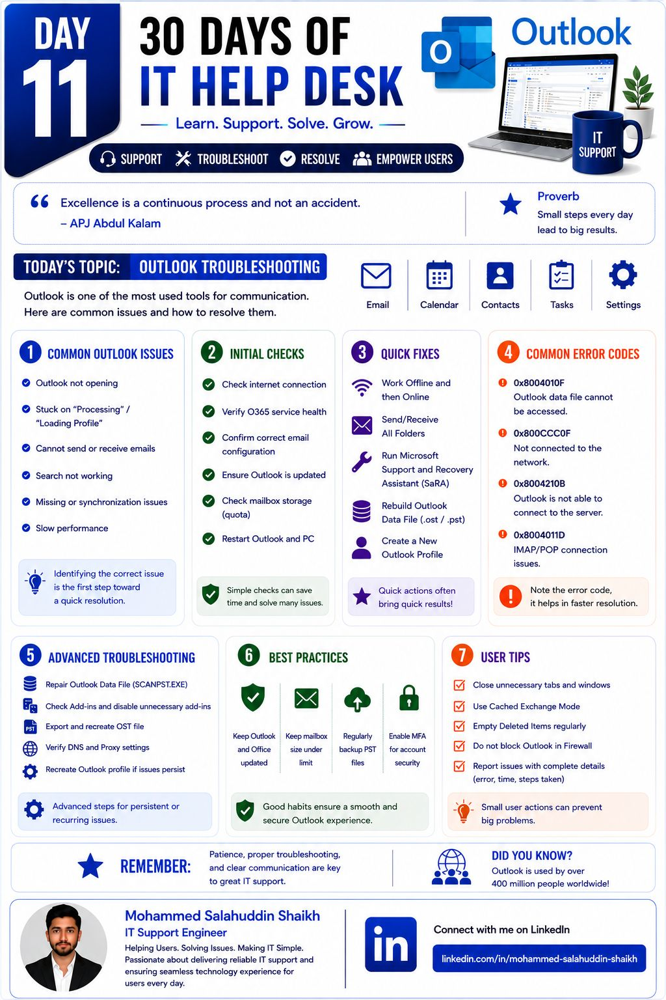 DAY
11
30 DAYS OF
IT HELP DESK
Learn. Support. Solve. Grow.
SUPPORT
TROUBLESHOOT
RESOLVE
EMPOWER USERS
O
Outlook
IT
SUPPORT
“ Excellence is a continuous process and not an accident.
– APJ Abdul Kalam
Proverb
Small steps every day
lead to big results.
TODAY'S TOPIC: OUTLOOK TROUBLESHOOTING
Outlook is one of the most used tools for communication.
Here are common issues and how to resolve them.
Email
Calendar
Contacts
Tasks
Settings
1 COMMON OUTLOOK ISSUES
Outlook not opening
Stuck on “Processing” /
“Loading Profile”
Cannot send or receive emails
Search not working
Missing or synchronization issues
Slow performance
Identifying the correct issue
is the first step toward
a quick resolution.
2 INITIAL CHECKS
Check internet connection
Verify O365 service health
Confirm correct email
configuration
Ensure Outlook is updated
Check mailbox storage
(quota)
Restart Outlook and PC
Simple checks can save
time and solve many issues.
3 QUICK FIXES
Work Offline and
then Online
Send/Receive
All Folders
Run Microsoft
Support and Recovery
Assistant (SaRA)
Rebuild Outlook
Data File (.ost / .pst)
Create a New
Outlook Profile
Quick actions often
bring quick results!
4 COMMON ERROR CODES
0x8004010F
Outlook data file cannot
be accessed.
0x800CCC0F
Not connected to the
network.
0x8004210B
Outlook is not able to
connect to the server.
0x8004011D
IMAP/POP connection
issues.
Note the error code,
it helps in faster resolution.
5 ADVANCED TROUBLESHOOTING
Repair Outlook Data File (SCANPST.EXE)
Check Add-ins and disable unnecessary add-ins
PST
Export and recreate OST file
Verify DNS and Proxy settings
Recreate Outlook profile if issues persist
Advanced steps for persistent or
recurring issues.
6 BEST PRACTICES
Keep Outlook
and Office
updated
Keep mailbox
size under
limit
Regularly
backup PST
files
Enable MFA
for account
security
Good habits ensure a smooth and
secure Outlook experience.
7 USER TIPS
Close unnecessary tabs and windows
Use Cached Exchange Mode
Empty Deleted Items regularly
Do not block Outlook in Firewall
Report issues with complete details
(error, time, steps taken)
Small user actions can prevent
big problems.
REMEMBER:
Patience, proper troubleshooting,
and clear communication are key
to great IT support.
DID YOU KNOW?
Outlook is used by over
400 million people worldwide!
Mohammed Salahuddin Shaikh
IT Support Engineer
Helping Users. Solving Issues. Making IT Simple.
Passionate about delivering reliable IT support and
ensuring seamless technology experience for
users every day.
in
Connect with me on LinkedIn
linkedin.com/in/mohammed-salahuddin-shaikh